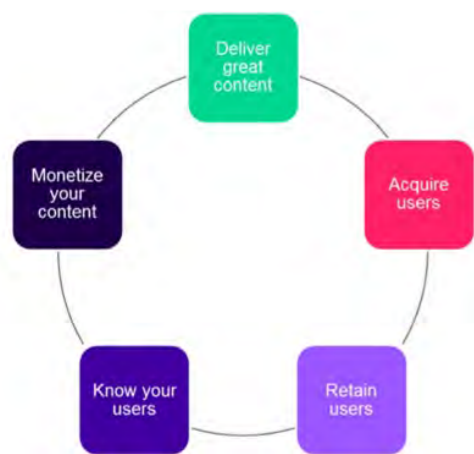 Deliver
great
content
Acquire
users
Retain
users
Know your
users
Monetize
your
content